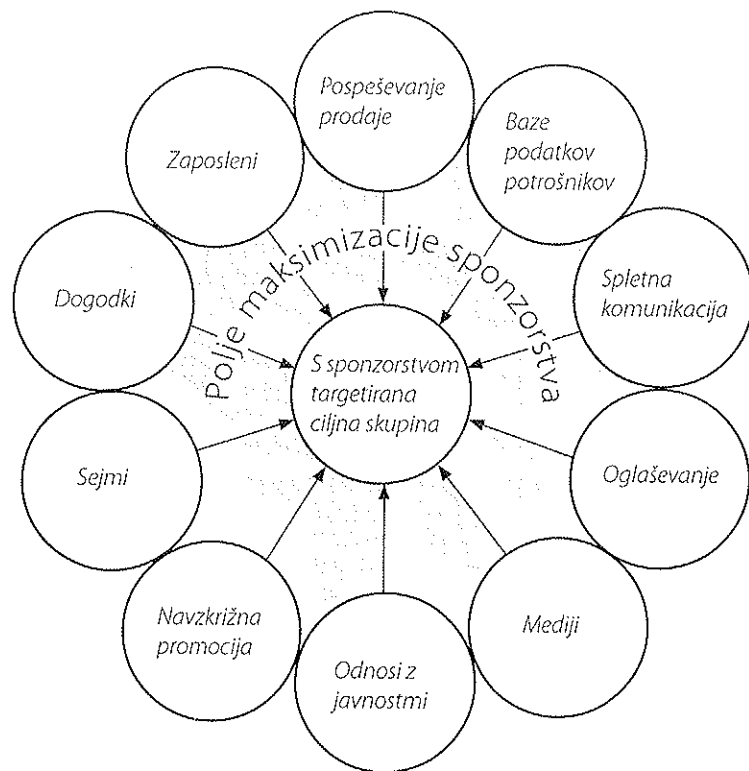 Pospeševanje
prodaje
Baze
podatkov
potrošnikov
Spletna
komunikacija
Oglaševanje
Mediji
Odnosi z
javnostmi
Navzkrižna
promocija
Sejmi
Dogodki
Zaposleni
Polje maksimizacije sponzorstva
S sponzorstvom
targetirana
ciljna skupina